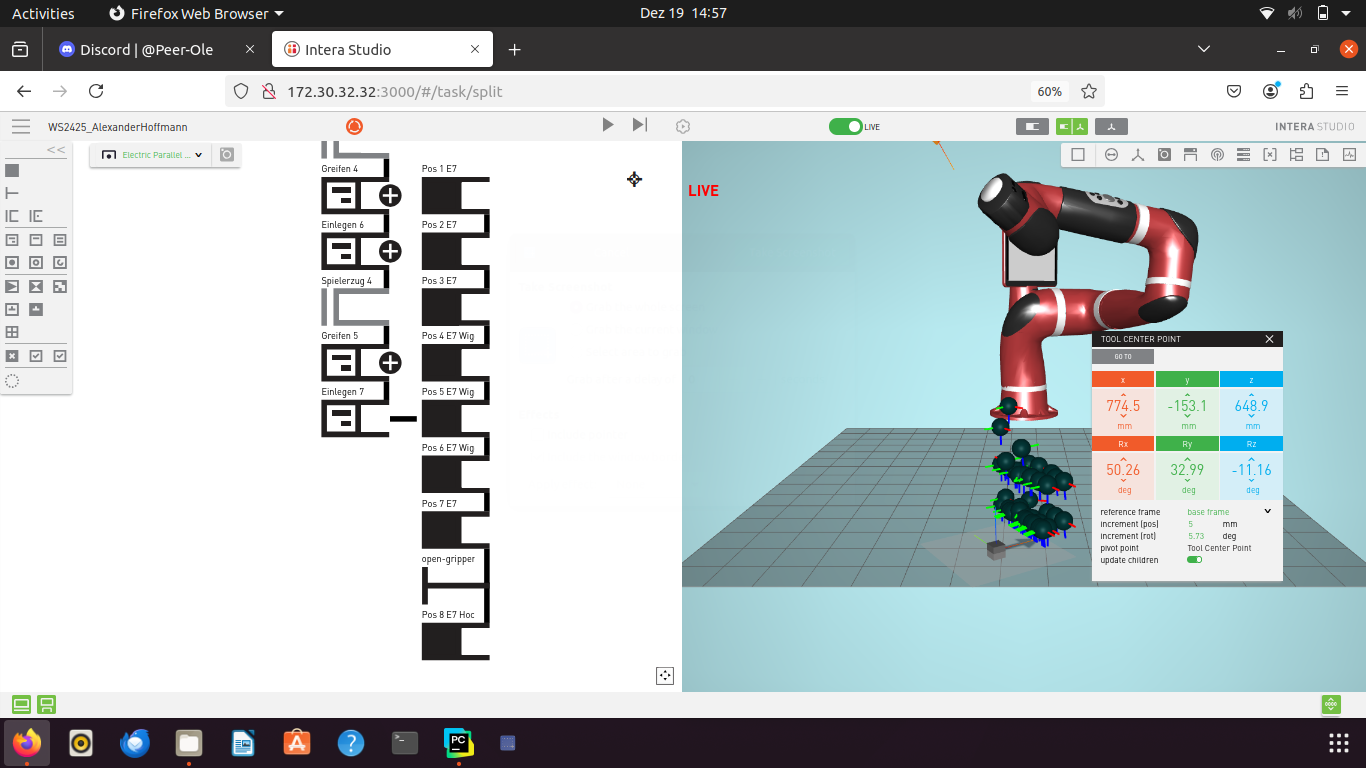 Activities
Firefox Web Browser
Dez 19 14:57
Discord | @Peer-Ole
Intera Studio
172.30.32.32:3000/#/task/split
60%
WS2425_AlexanderHoffmann
LIVE
INTERA STUDIO
<<
Electric Parallel ...
LIVE
Greifen 4
Einlegen 6
Spielerzug 4
Greifen 5
Einlegen 7
Pos 1 E7
Pos 2 E7
Pos 3 E7
Pos 4 E7 Wig
Pos 5 E7 Wig
Pos 6 E7 Wig
Pos 7 E7
open-gripper
Pos 8 E7 Hoc
TOOL CENTER POINT
GO TO
x y z
774.5 -153.1 648.9
mm mm mm
Rx Ry Rz
50.26 32.99 -11.16
deg deg deg
reference frame base frame
increment (pos) 5 mm
increment (rot) 5.73 deg
pivot point Tool Center Point
update children
PC